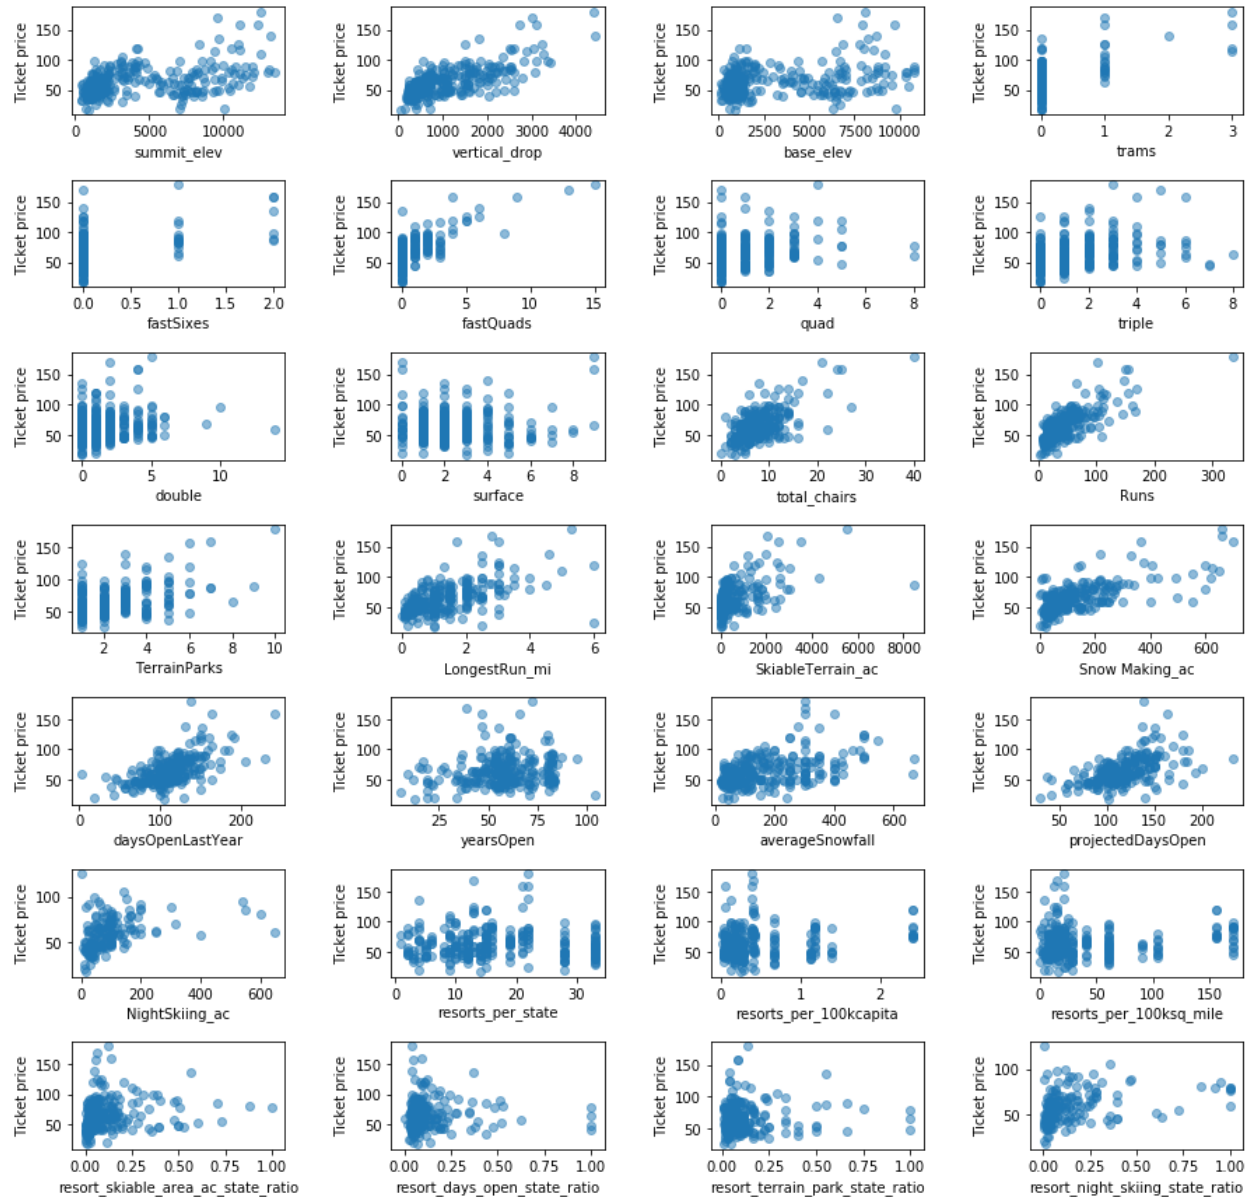 Ticket price
150
100
50
0 5000 10000
summit_elev
Ticket price
150
100
50
0 1000 2000 3000 4000
vertical_drop
Ticket price
150
100
50
0 2500 5000 7500 10000
base_elev
Ticket price
150
100
50
0 1 2 3
trams
Ticket price
150
100
50
0.0 0.5 1.0 1.5 2.0
fastSixes
Ticket price
150
100
50
0 5 10 15
fastQuads
Ticket price
150
100
50
0 2 4 6 8
quad
Ticket price
150
100
50
0 2 4 6 8
triple
Ticket price
150
100
50
0 5 10
double
Ticket price
150
100
50
0 2 4 6 8
surface
Ticket price
150
100
50
0 10 20 30 40
total_chairs
Ticket price
150
100
50
0 100 200 300
Runs
Ticket price
150
100
50
2 4 6 8 10
TerrainParks
Ticket price
150
100
50
0 2 4 6
LongestRun_mi
Ticket price
150
100
50
0 2000 4000 6000 8000
SkiableTerrain_ac
Ticket price
150
100
50
0 200 400 600
Snow Making_ac
Ticket price
150
100
50
0 100 200
daysOpenLastYear
Ticket price
150
100
50
25 50 75 100
yearsOpen
Ticket price
150
100
50
0 200 400 600
averageSnowfall
Ticket price
150
100
50
50 100 150 200
projectedDaysOpen
Ticket price
100
50
0 200 400 600
NightSkiing_ac
Ticket price
150
100
50
0 10 20 30
resorts_per_state
Ticket price
150
100
50
0 1 2
resorts_per_100kcapita
Ticket price
150
100
50
0 50 100 150
resorts_per_100ksq_mile
Ticket price
150
100
50
0.00 0.25 0.50 0.75 1.00
resort_skiable_area_ac_state_ratio
Ticket price
150
100
50
0.00 0.25 0.50 0.75 1.00
resort_days_open_state_ratio
Ticket price
150
100
50
0.00 0.25 0.50 0.75 1.00
resort_terrain_park_state_ratio
Ticket price
100
50
0.00 0.25 0.50 0.75 1.00
resort_night_skiing_state_ratio